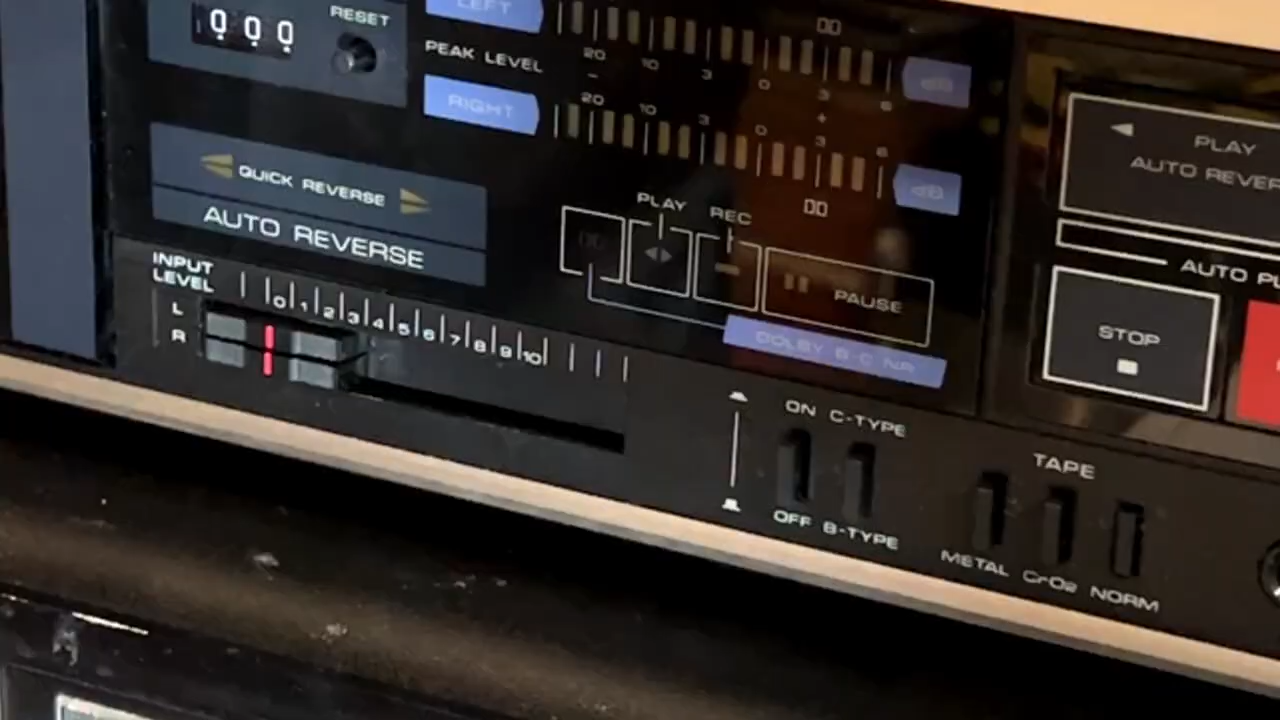 000
RESET
LEFT
PEAK LEVEL
RIGHT
20 10 3 0 3 6
dB
-
+
20 10 3 0 3 6
dB
QUICK REVERSE
AUTO REVERSE
PLAY REC
PAUSE
DOLBY B C NR
INPUT
LEVEL
L
R
0 1 2 3 4 5 6 7 8 9 10
PLAY
AUTO REVER
AUTO
STOP
ON C-TYPE
OFF B-TYPE
TAPE
METAL CrO2 NORM